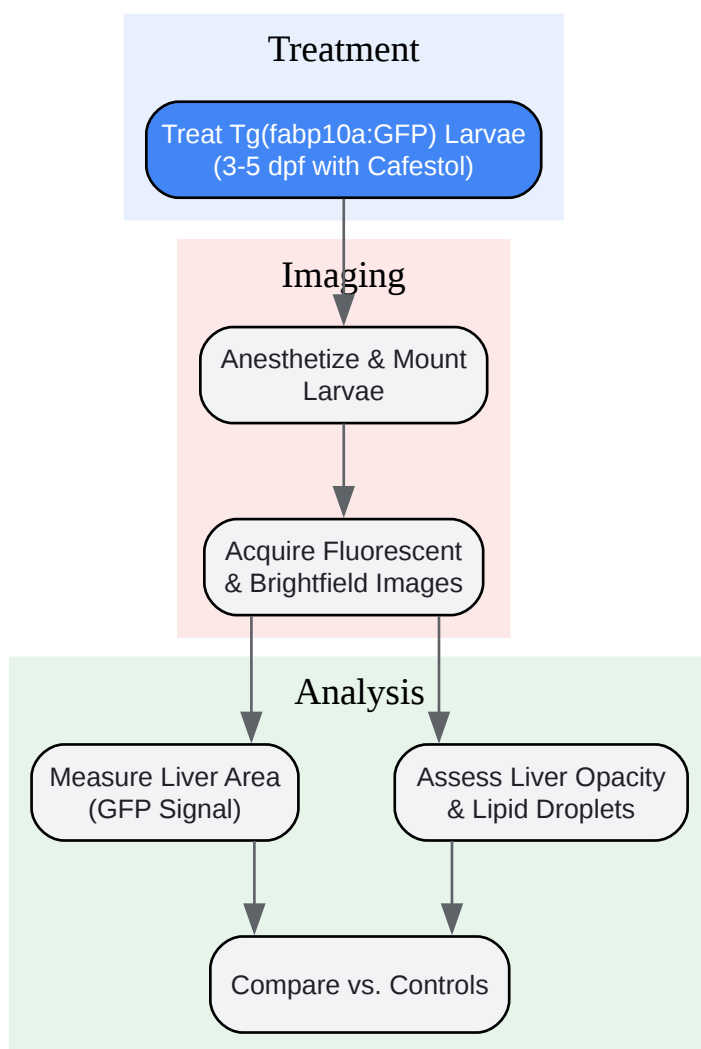 Treatment
Treat Tg(fabp10a:GFP) Larvae
(3-5 dpf with Cafestol)
Imaging
Anesthetize & Mount
Larvae
Acquire Fluorescent
& Brightfield Images
Analysis
Measure Liver Area
(GFP Signal)
Assess Liver Opacity
& Lipid Droplets
Compare vs. Controls